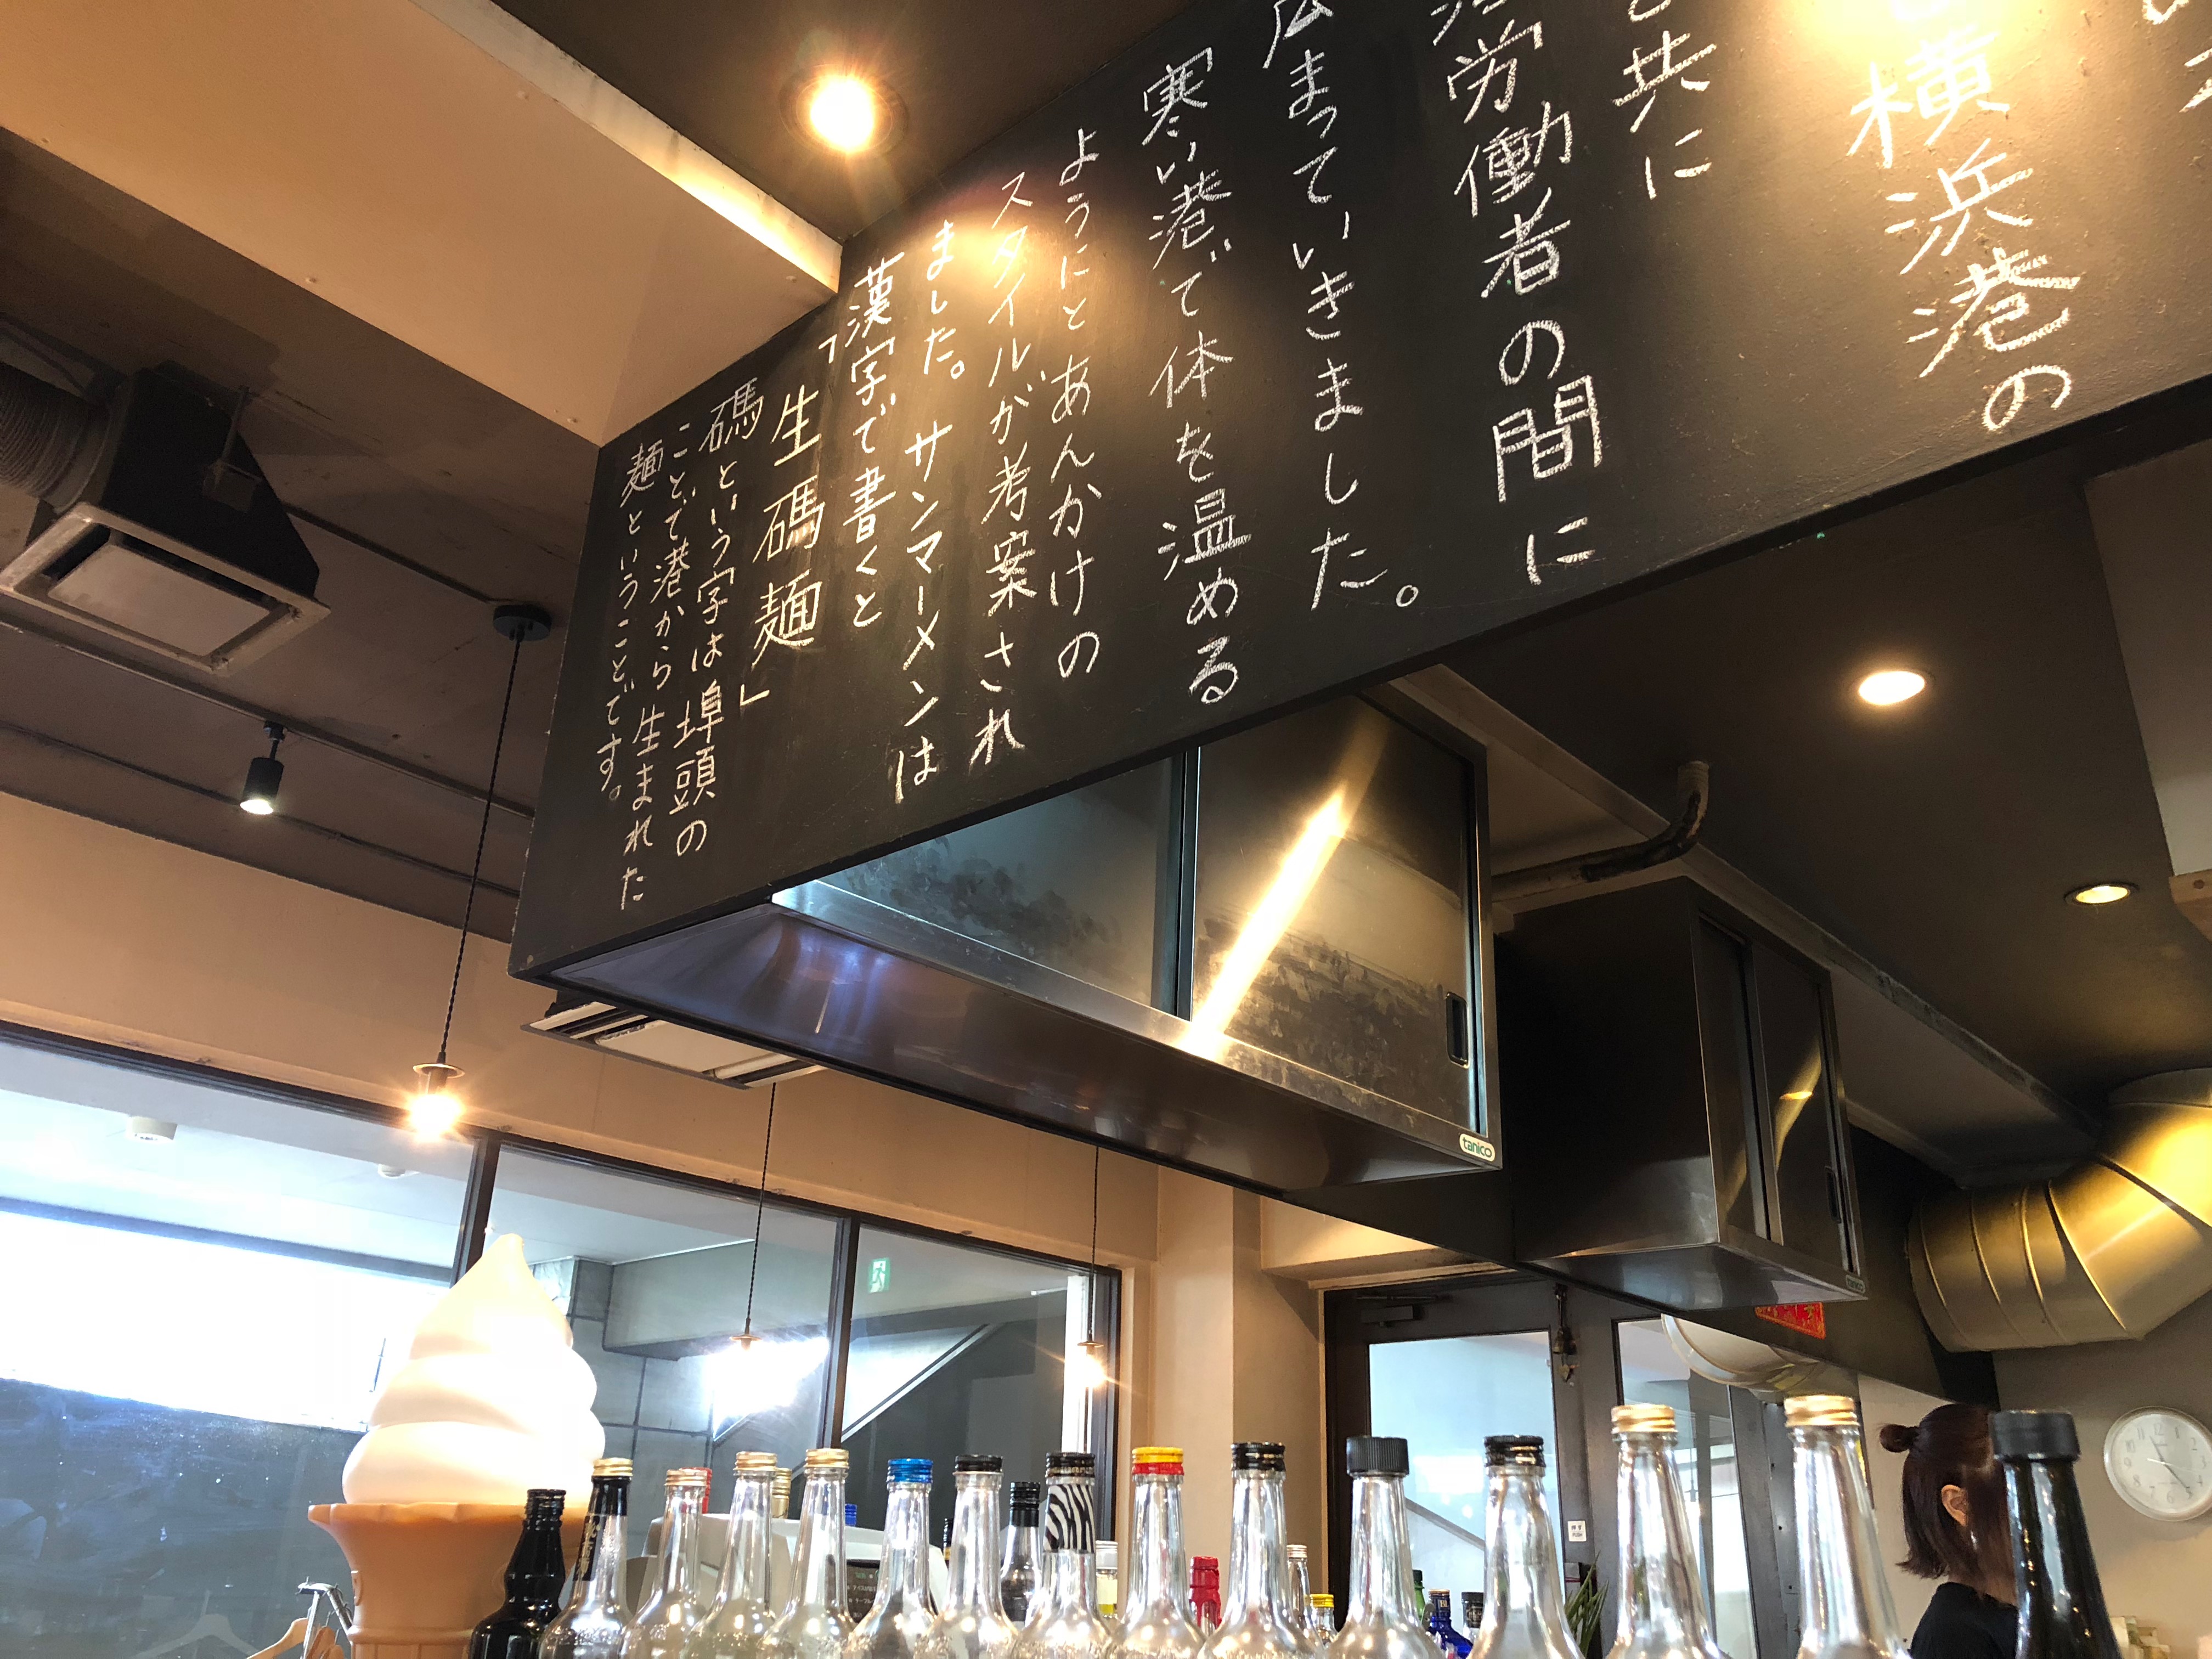 横浜港の
共に
労働者の間に
広まっていきました。
寒い港で体を温める
ようにとあんかけの
スタイルが考案され
ました。サンマーメンは
漢字で書くと
「生碼麺」
碼という字は埠頭の
ことで港から生まれた
麺ということです。
tanico
tanico